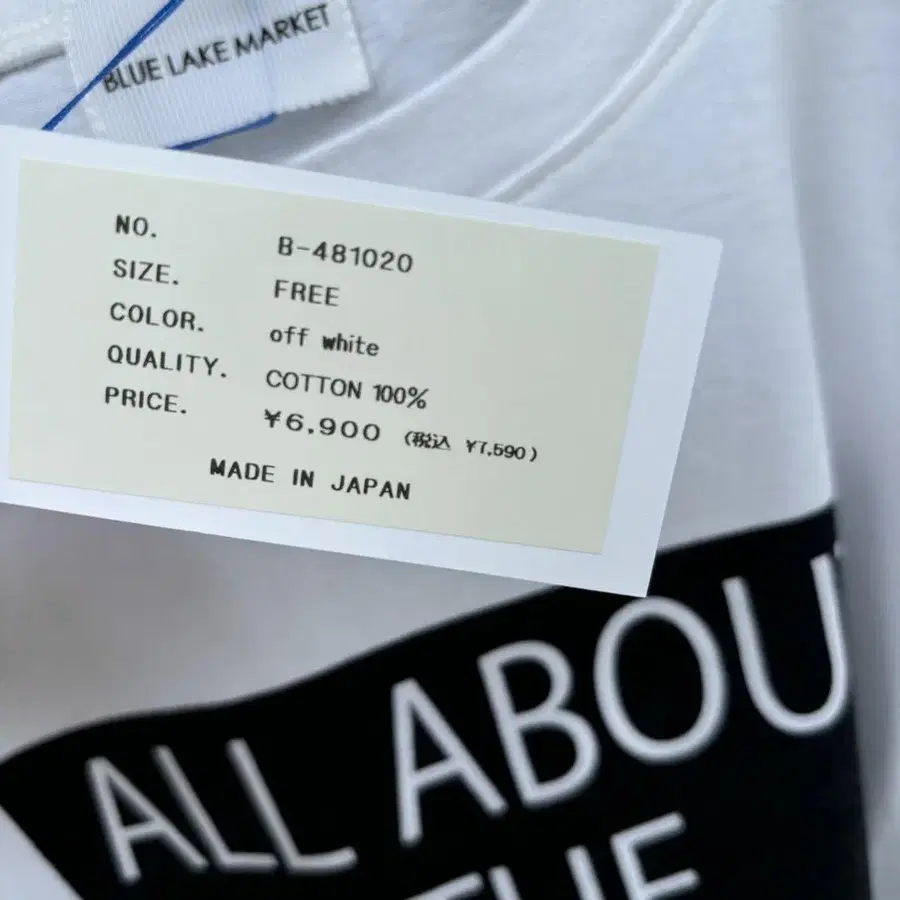 BLUE LAKE MARKET
NO. B-481020
SIZE. FREE
COLOR. off white
QUALITY. COTTON 100%
PRICE. ¥6.900 (税込 ¥7.590)
MADE IN JAPAN
ALL ABOU
THE